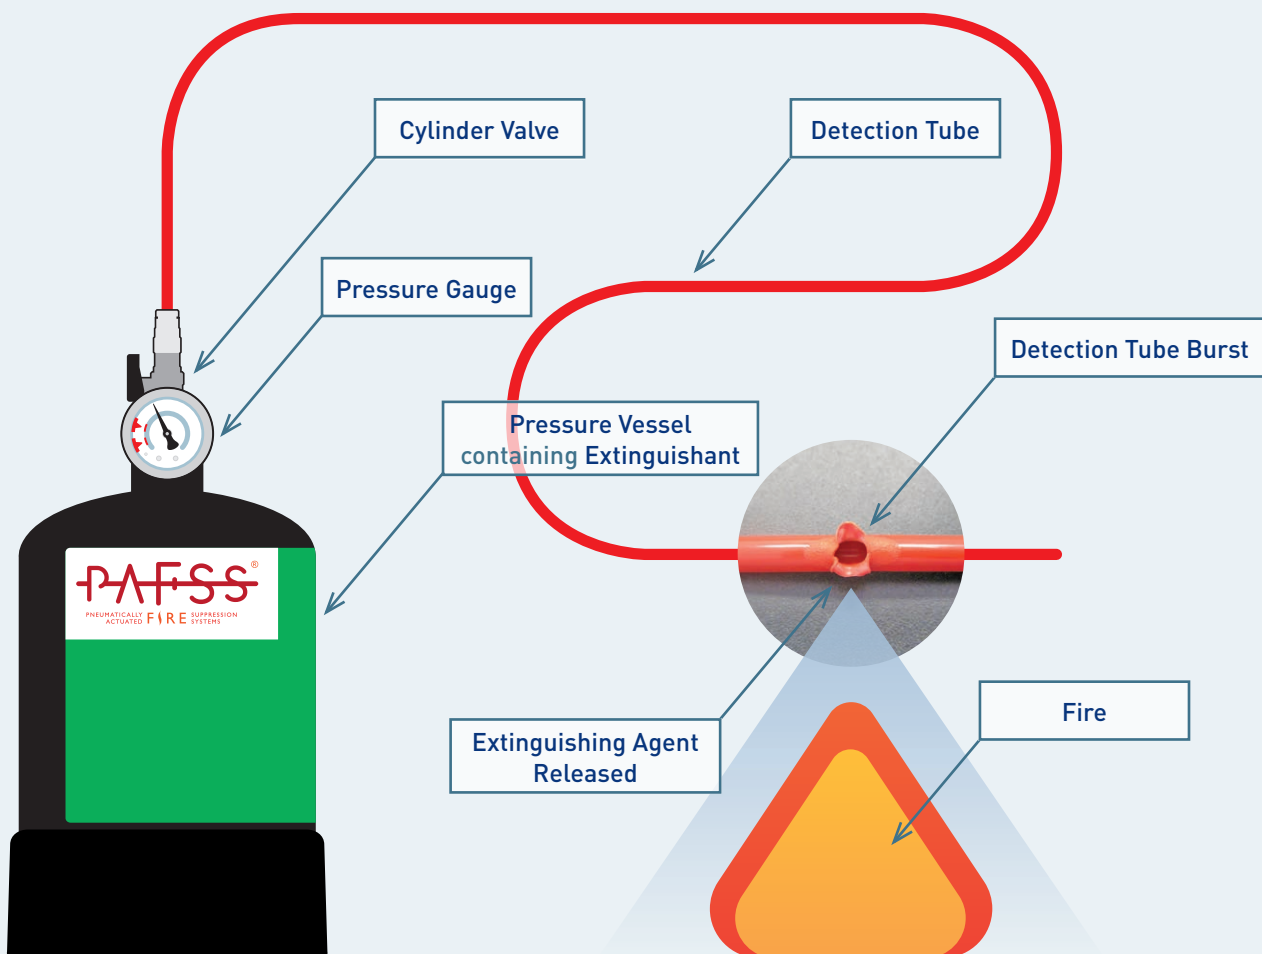 Cylinder Valve
Detection Tube
Pressure Gauge
Detection Tube Burst
Pressure Vessel
containing Extinguishant
PAFSS®
PNEUMATICALLY
ACTUATED
FIRE
SUPPRESSION
SYSTEMS
Fire
Extinguishing Agent
Released